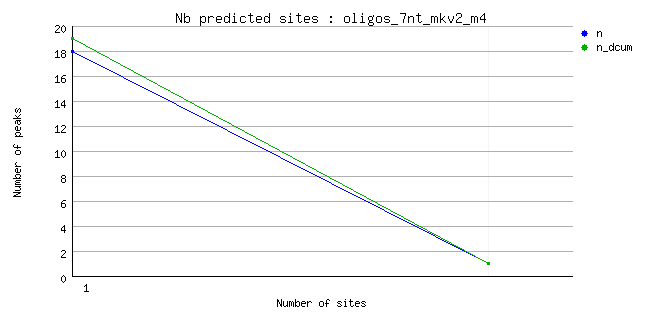 Nb predicted sites : oligos_7nt_mkv2_m4
n
n_dcum
Number of peaks
20
18
16
14
12
10
8
6
4
2
0
1
Number of sites